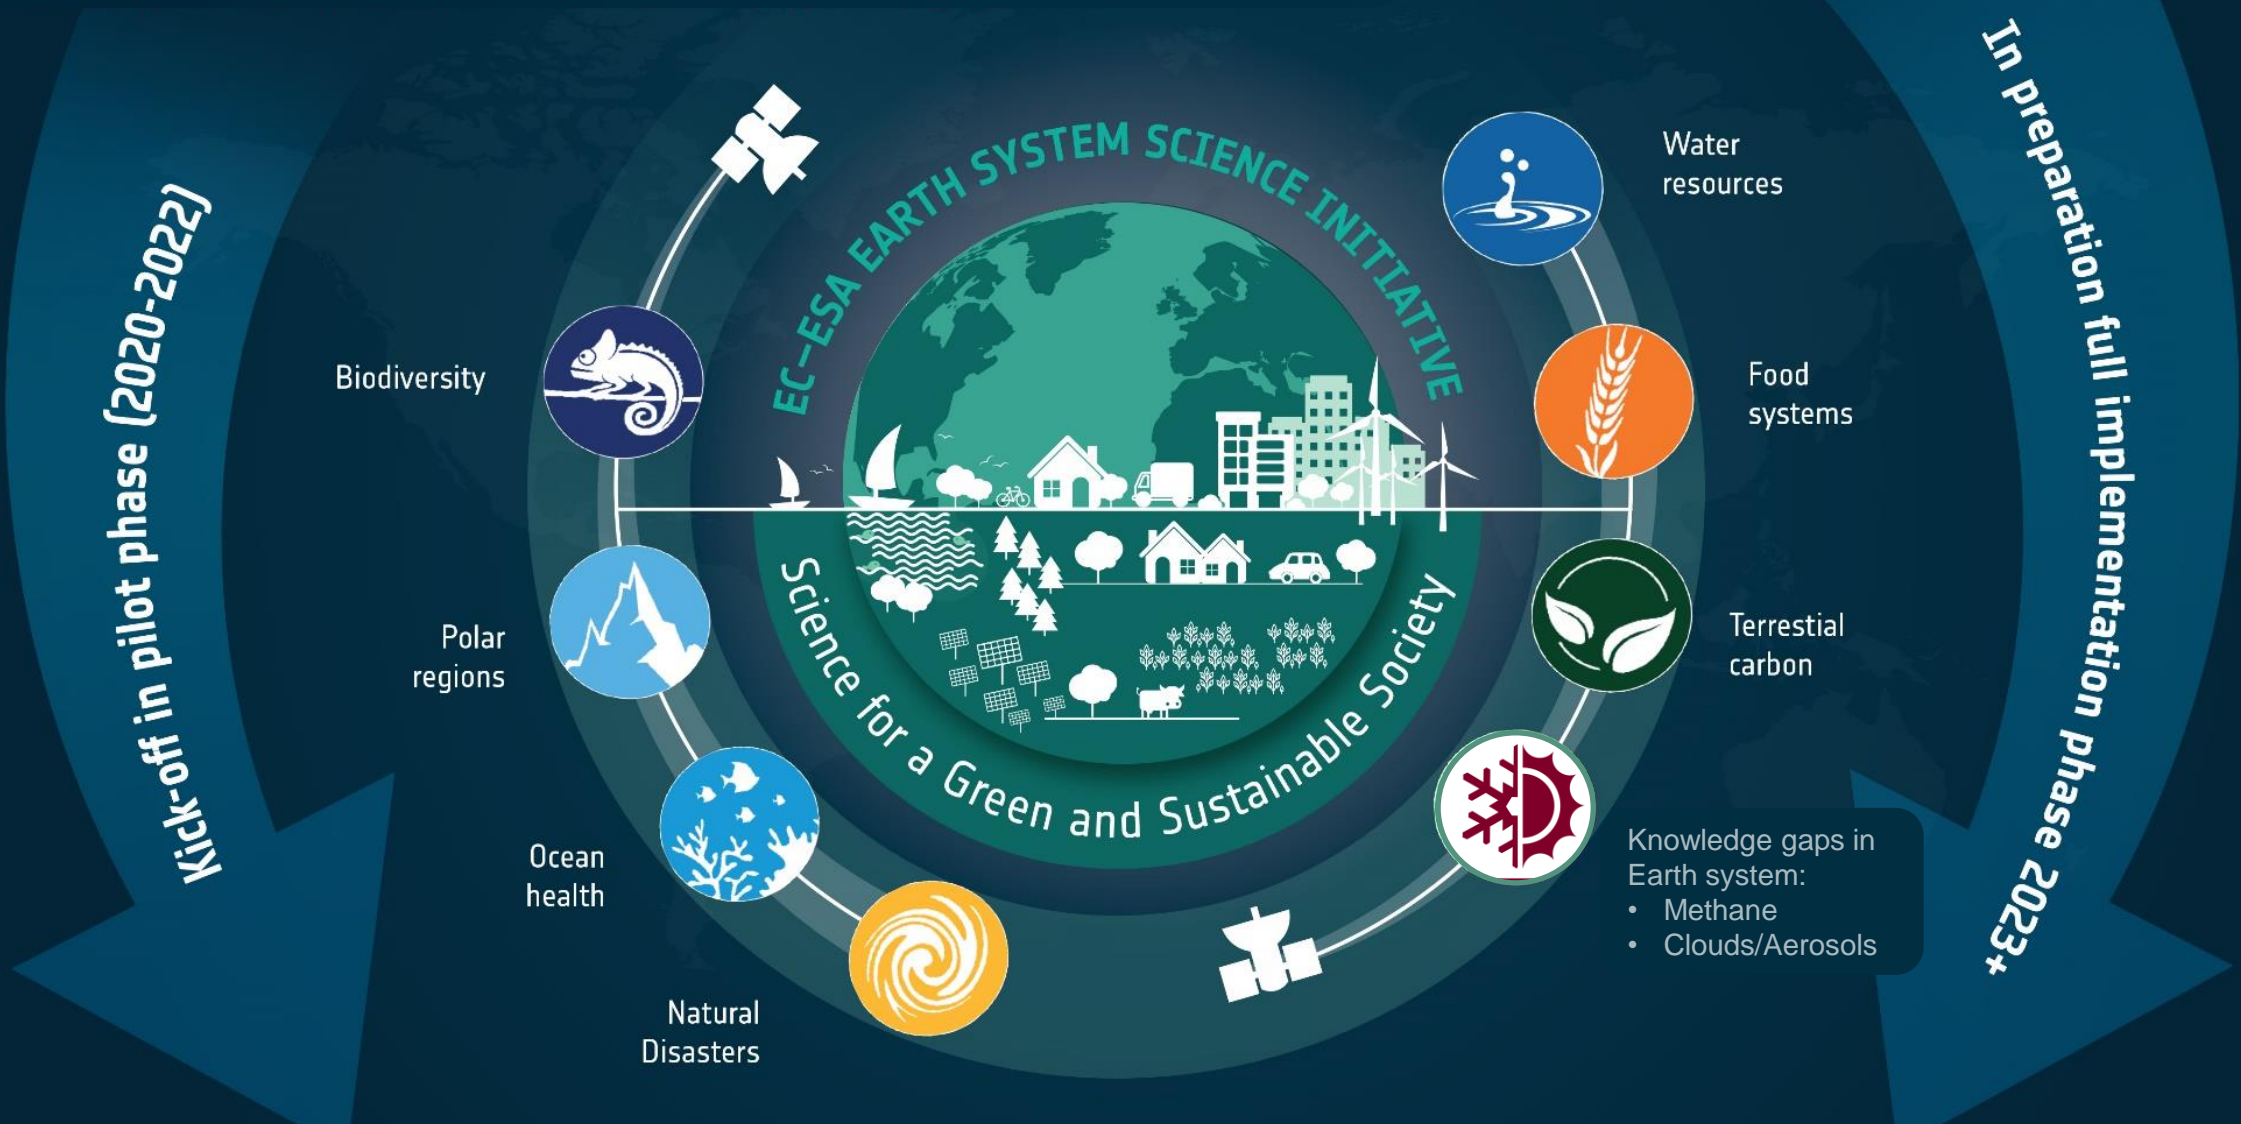 Kick-off in pilot phase (2020-2022)
Biodiversity
Polar
regions
Ocean
health
Natural
Disasters
EC-ESA EARTH SYSTEM SCIENCE INITIATIVE
Science for a Green and Sustainable Society
Water
resources
Food
systems
Terrestial
carbon
Knowledge gaps in
Earth system:
• Methane
• Clouds/Aerosols
In preparation full implementation phase 2023+